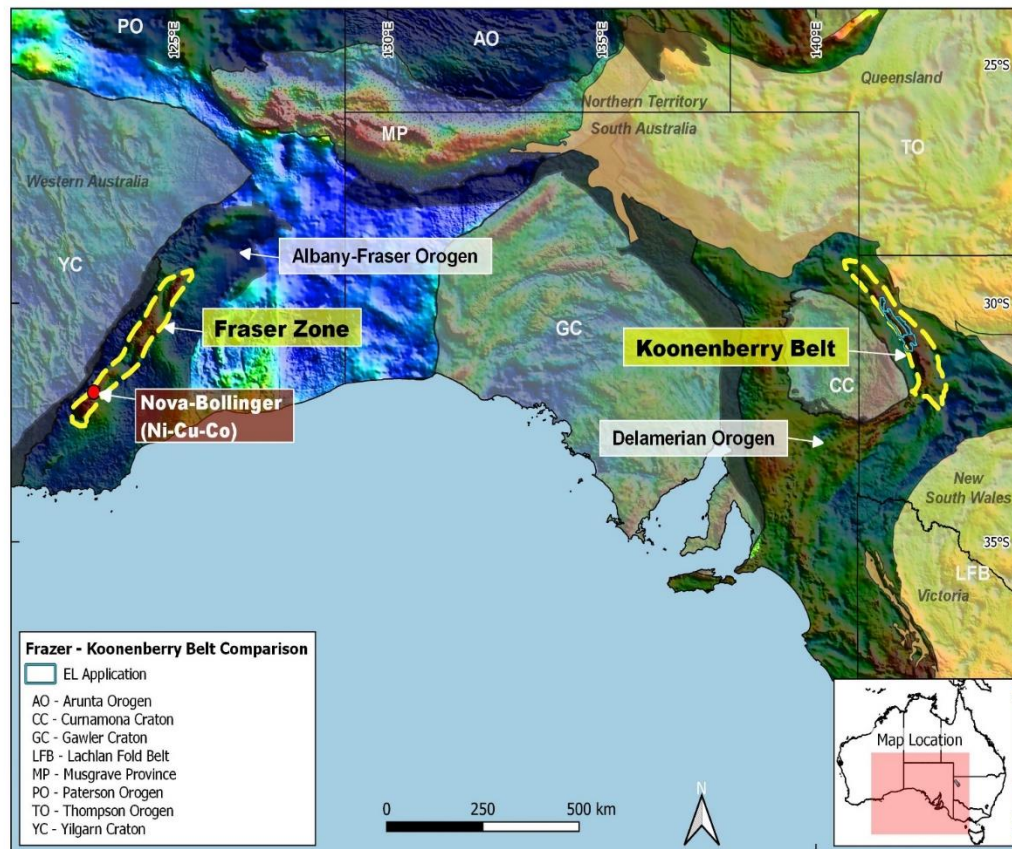 PO
125°E
130°E
AO
135°E
140°E
25°S
Queensland
Northern Territory
South Australia
MP
TO
Western Australia
YC
Albany-Fraser Orogen
30°S
Fraser Zone
GC
Koonenberry Belt
CC
Nova-Bollinger
(Ni-Cu-Co)
Delamerian Orogen
New
South Wales
35°S
LFB
Victoria
Frazer - Koonenberry Belt Comparison
EL Application
AO - Arunta Orogen
CC - Curnamona Craton
GC - Gawler Craton
LFB - Lachlan Fold Belt
MP - Musgrave Province
PO - Paterson Orogen
TO - Thompson Orogen
YC - Yilgarn Craton
0 250 500 km
N
Map Location